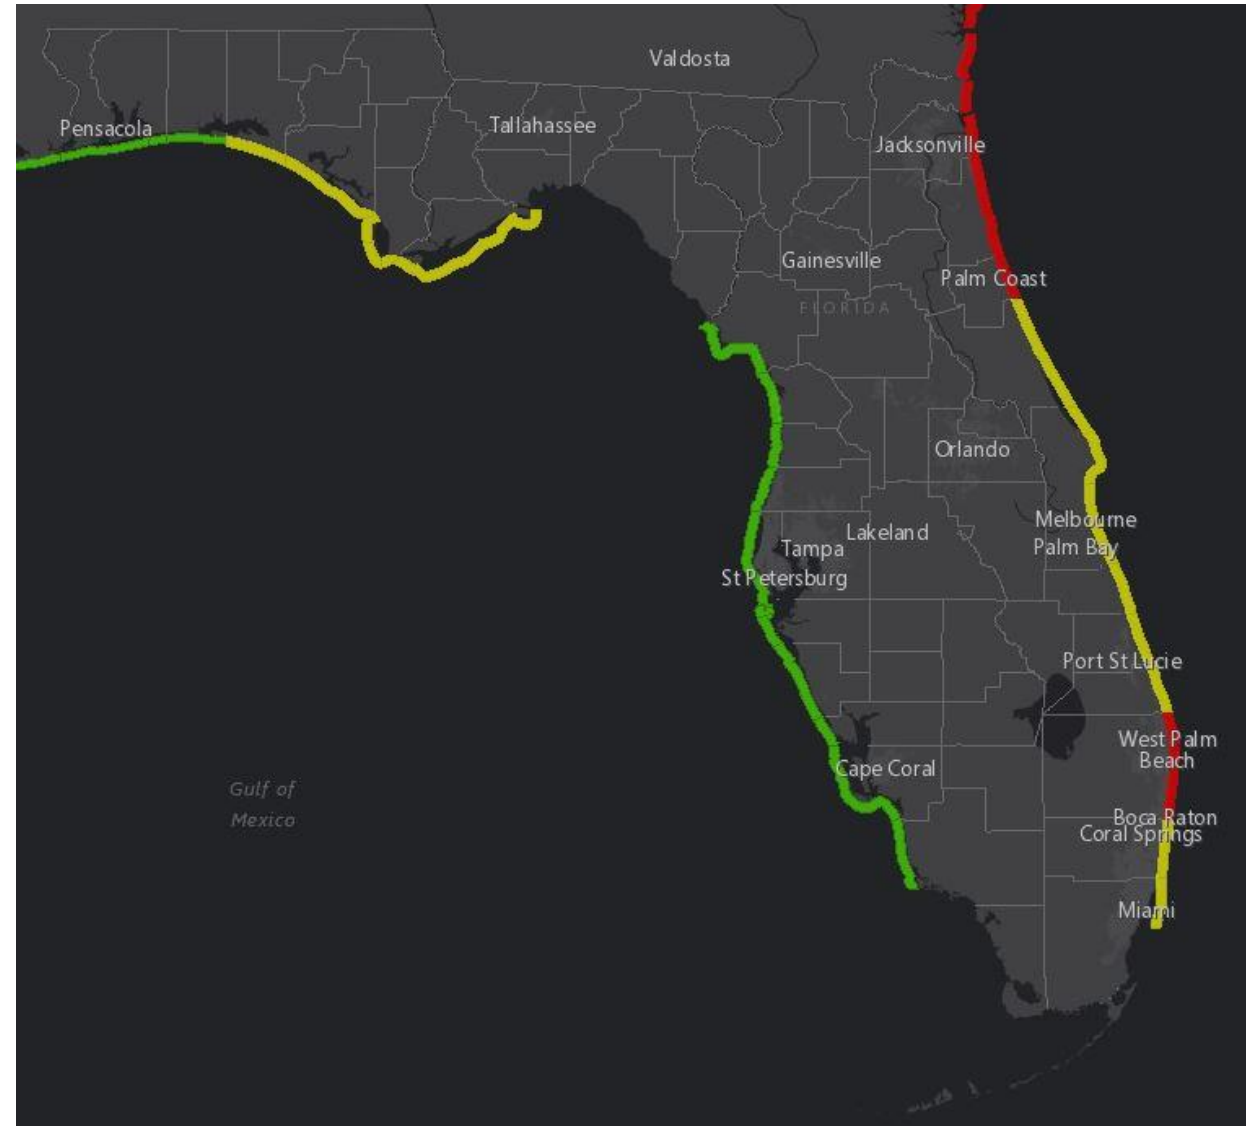 Valdosta
Pensacola
Tallahassee
Jacksonville
Gainesville
Palm Coast
FLORIDA
Orlando
Melbourne
Lakeland
Palm Bay
Tampa
St Petersburg
Port St Lucie
West Palm
Beach
Cape Coral
Gulf of
Mexico
Boca Raton
Coral Springs
Miami